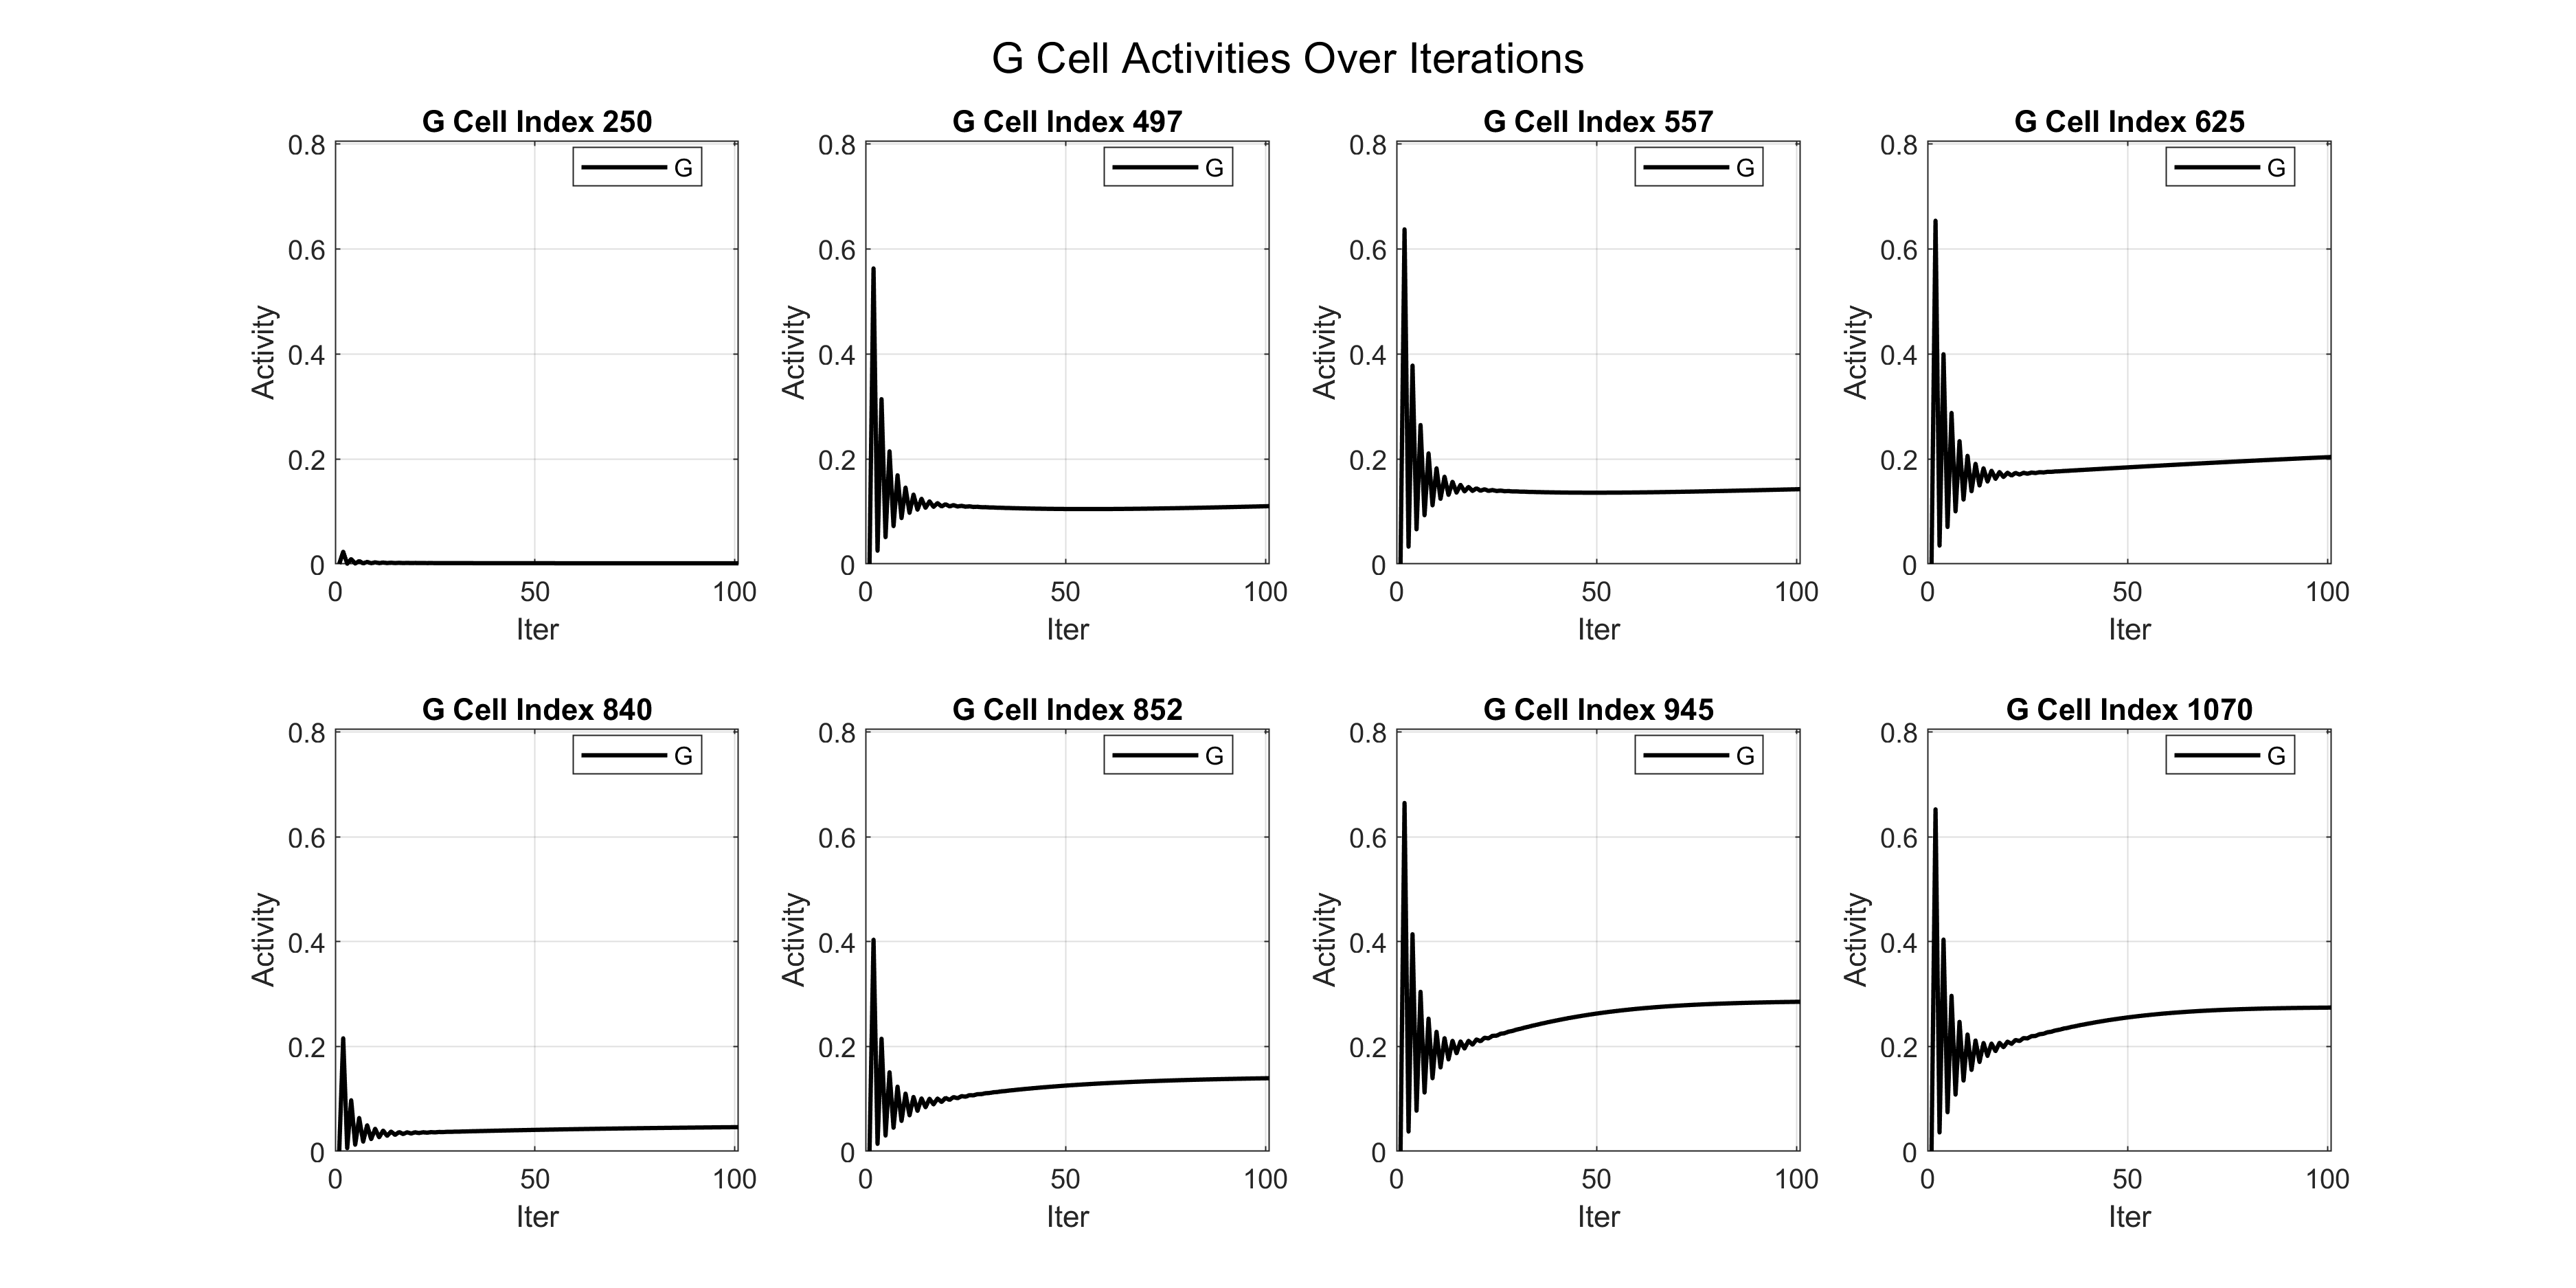 G Cell Activities Over Iterations
G Cell Index 250
G Cell Index 497
G Cell Index 557
G Cell Index 625
0.8
0.6
0.4
0.2
0
Activity
G
0
50
100
Iter
0.8
0.6
0.4
0.2
0
Activity
G
0
50
100
Iter
0.8
0.6
0.4
0.2
0
Activity
G
0
50
100
Iter
0.8
0.6
0.4
0.2
0
Activity
G
0
50
100
Iter
G Cell Index 840
G Cell Index 852
G Cell Index 945
G Cell Index 1070
0.8
0.6
0.4
0.2
0
Activity
G
0
50
100
Iter
0.8
0.6
0.4
0.2
0
Activity
G
0
50
100
Iter
0.8
0.6
0.4
0.2
0
Activity
G
0
50
100
Iter
0.8
0.6
0.4
0.2
0
Activity
G
0
50
100
Iter